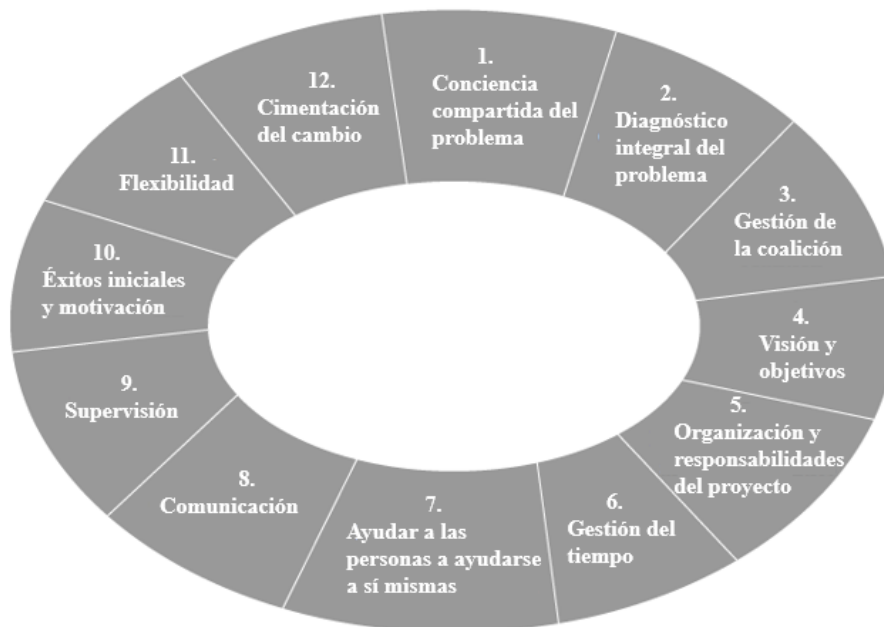 1.
Conciencia
compartida del
problema
2.
Diagnóstico
integral del
problema
3.
Gestión de
la coalición
4.
Visión y
objetivos
5.
Organización y
responsabilidades
del proyecto
6.
Gestión del
tiempo
7.
Ayudar a las
personas a ayudarse
a sí mismas
8.
Comunicación
9.
Supervisión
10.
Éxitos iniciales
y motivación
11.
Flexibilidad
12.
Cimentación
del cambio